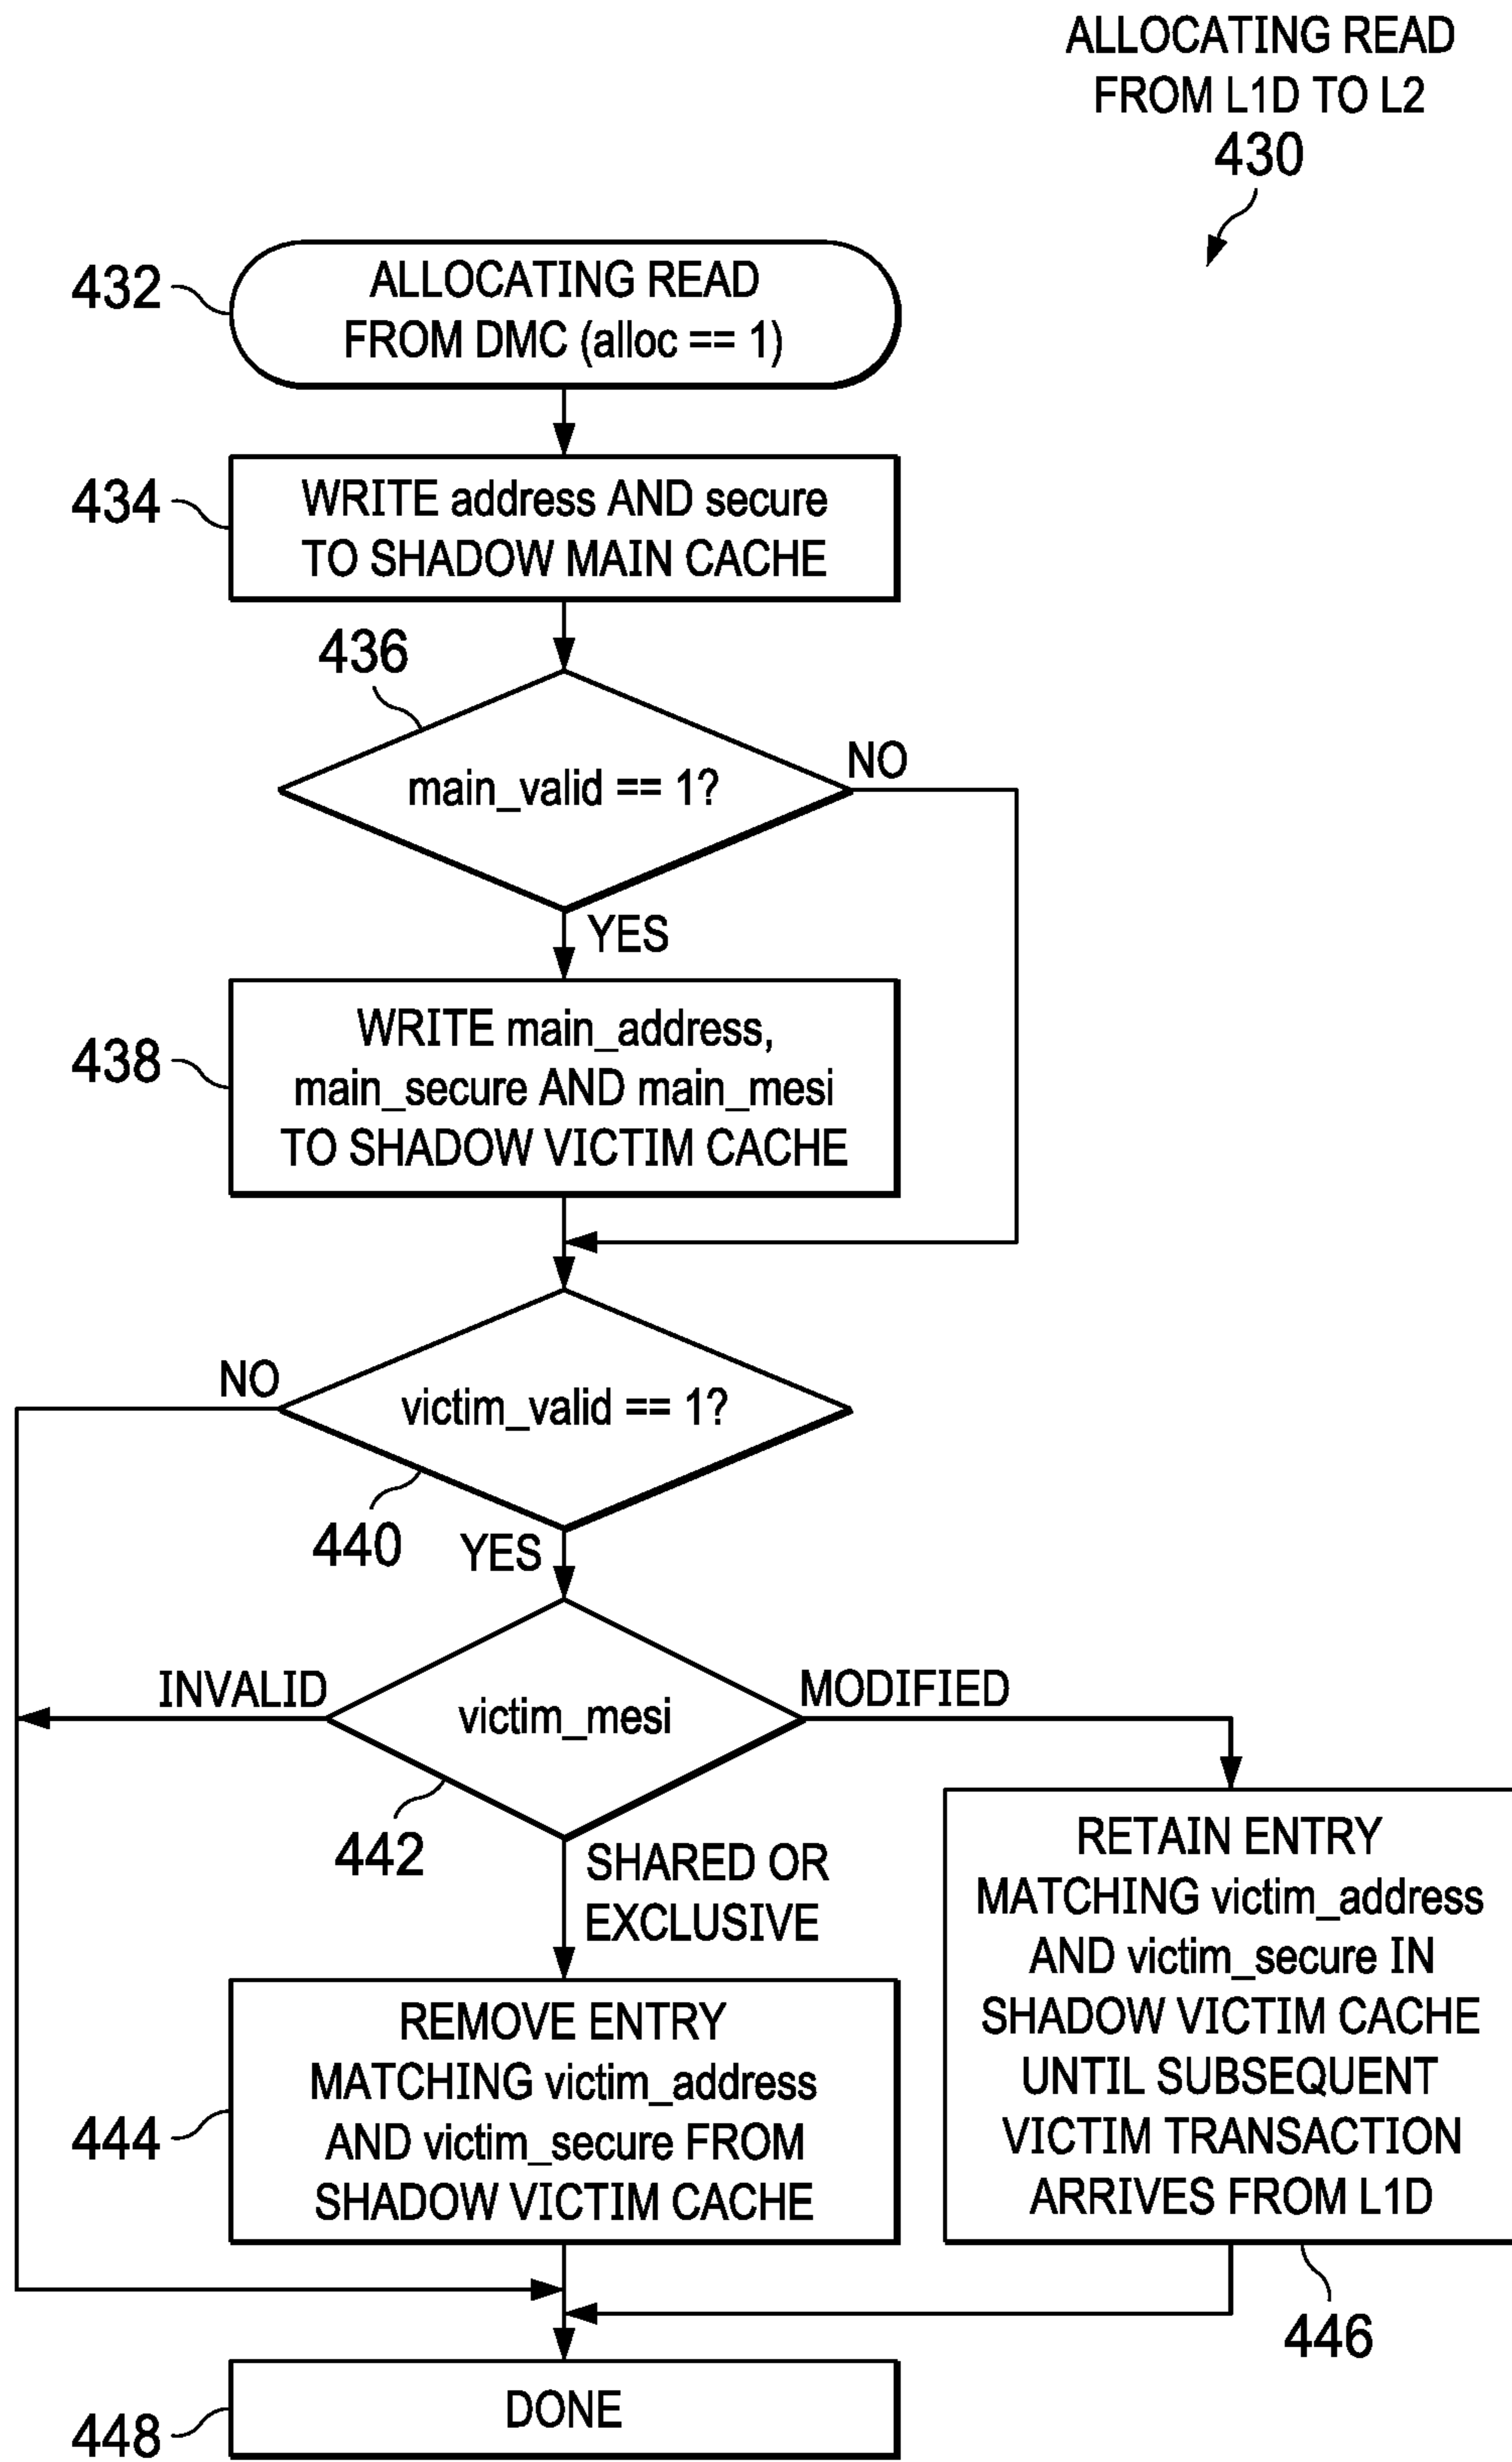 ALLOCATING READ
FROM L1D TO L2
430
432
ALLOCATING READ
FROM DMC (alloc == 1)
434
WRITE address AND secure
TO SHADOW MAIN CACHE
436
main_valid == 1?
NO
YES
438
WRITE main_address,
main_secure AND main_mesi
TO SHADOW VICTIM CACHE
NO
victim_valid == 1?
440
YES
INVALID
victim_mesi
MODIFIED
442
SHARED OR
EXCLUSIVE
RETAIN ENTRY
MATCHING victim_address
AND victim_secure IN
SHADOW VICTIM CACHE
UNTIL SUBSEQUENT
VICTIM TRANSACTION
ARRIVES FROM L1D
444
REMOVE ENTRY
MATCHING victim_address
AND victim_secure FROM
SHADOW VICTIM CACHE
446
448
DONE